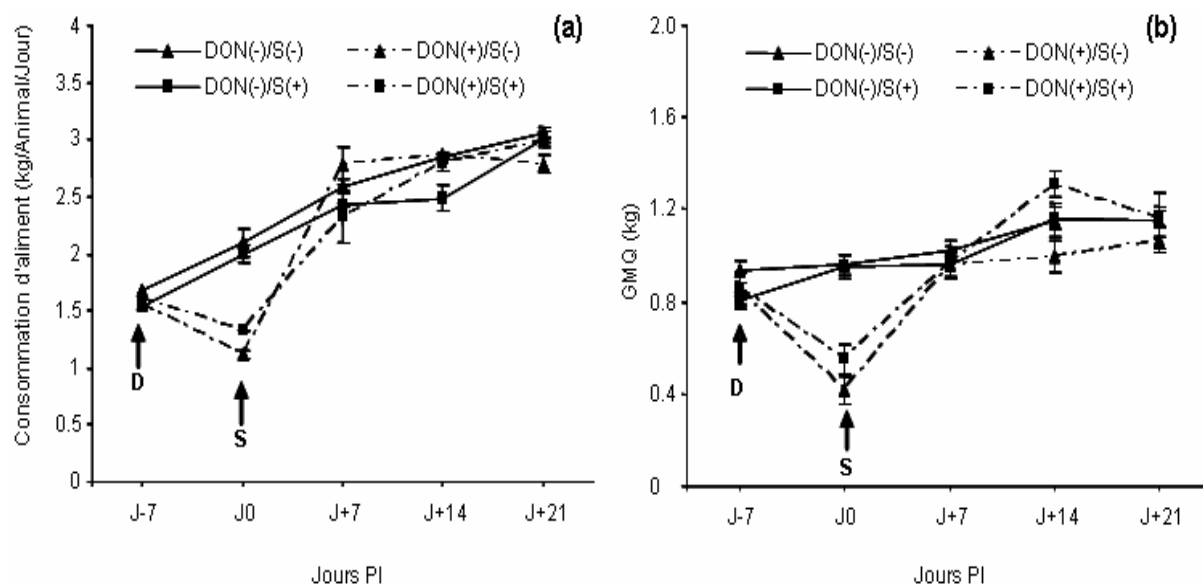 (a)
DON(-)/S(-) DON(+)/S(-)
DON(-)/S(+) DON(+)/S(+)
Consommation d'aliment (kg/Animal/Jour)
4
3.5
3
2.5
2
1.5
1
0.5
0
D
S
J-7 J0 J+7 J+14 J+21
Jours PI
(b)
DON(-)/S(-) DON(+)/S(-)
DON(-)/S(+) DON(+)/S(+)
GMQ (kg)
2.0
1.6
1.2
0.8
0.4
0
D
S
J-7 J0 J+7 J+14 J+21
Jours PI